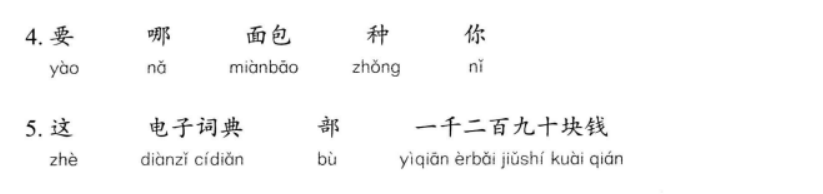 4. 要 哪 面包 种 你
yào nǎ miànbāo zhǒng nǐ
5. 这 电子词典 部 一千二百九十块钱
zhè diànzǐ cídiǎn bù yìqiān èrbǎi jiǔshí kuài qián